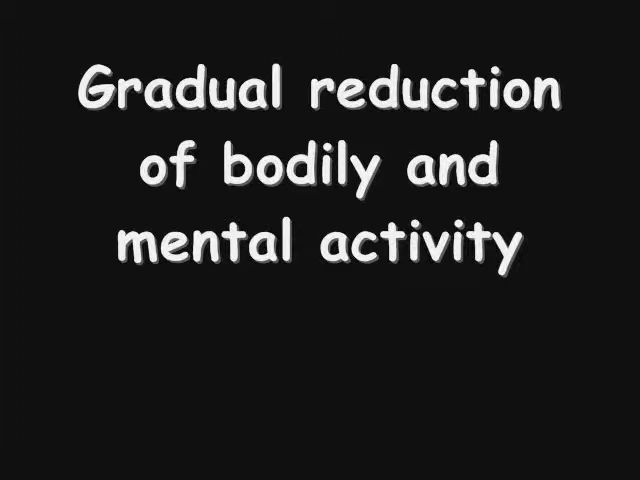 Gradual reduction
of bodily and
mental activity